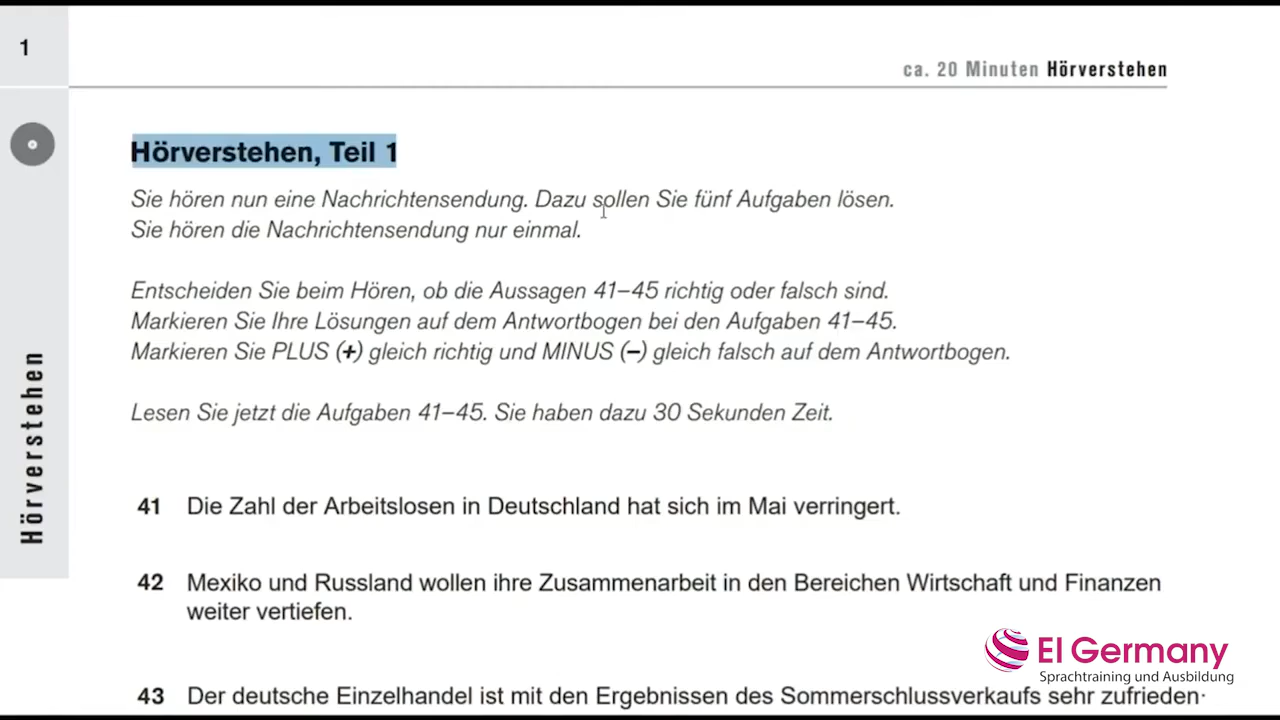 1
ca. 20 Minuten Hörverstehen
Hörverstehen, Teil 1
Sie hören nun eine Nachrichtensendung. Dazu sollen Sie fünf Aufgaben lösen.
Sie hören die Nachrichtensendung nur einmal.
Entscheiden Sie beim Hören, ob die Aussagen 41–45 richtig oder falsch sind.
Markieren Sie Ihre Lösungen auf dem Antwortbogen bei den Aufgaben 41–45.
Markieren Sie PLUS (+) gleich richtig und MINUS (–) gleich falsch auf dem Antwortbogen.
Lesen Sie jetzt die Aufgaben 41–45. Sie haben dazu 30 Sekunden Zeit.
Hörverstehen
41 Die Zahl der Arbeitslosen in Deutschland hat sich im Mai verringert.
42 Mexiko und Russland wollen ihre Zusammenarbeit in den Bereichen Wirtschaft und Finanzen
weiter vertiefen.
43 Der deutsche Einzelhandel ist mit den Ergebnissen des Sommerschlussverkaufs sehr zufrieden.
EI Germany
Sprachtraining und Ausbildung